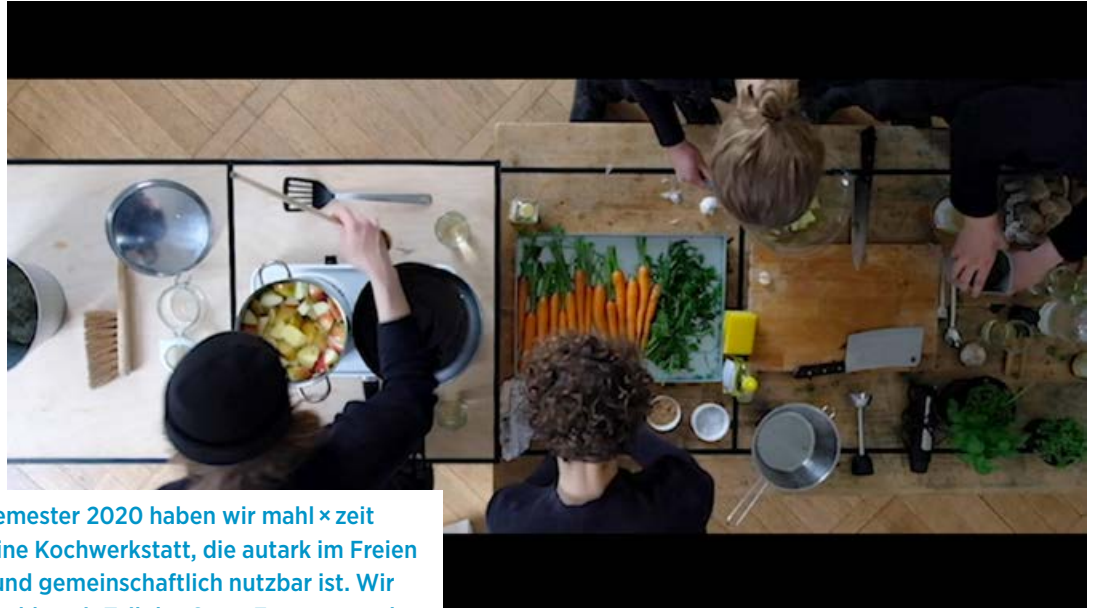 emester 2020 haben wir mahl × zeit
ine Kochwerkstatt, die autark im Freien
und gemeinschaftlich nutzbar ist. Wir